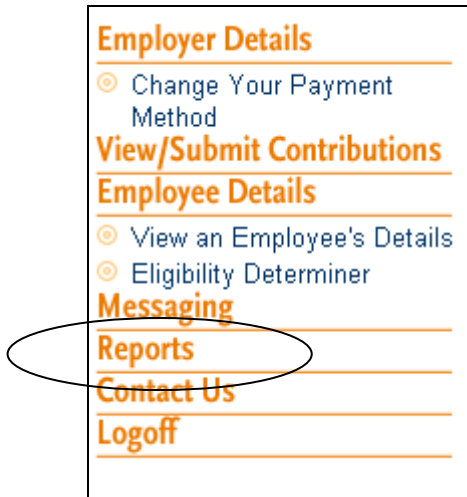 Employer Details
Change Your Payment
Method
View/Submit Contributions
Employee Details
View an Employee's Details
Eligibility Determiner
Messaging
Reports
Contact Us
Logoff